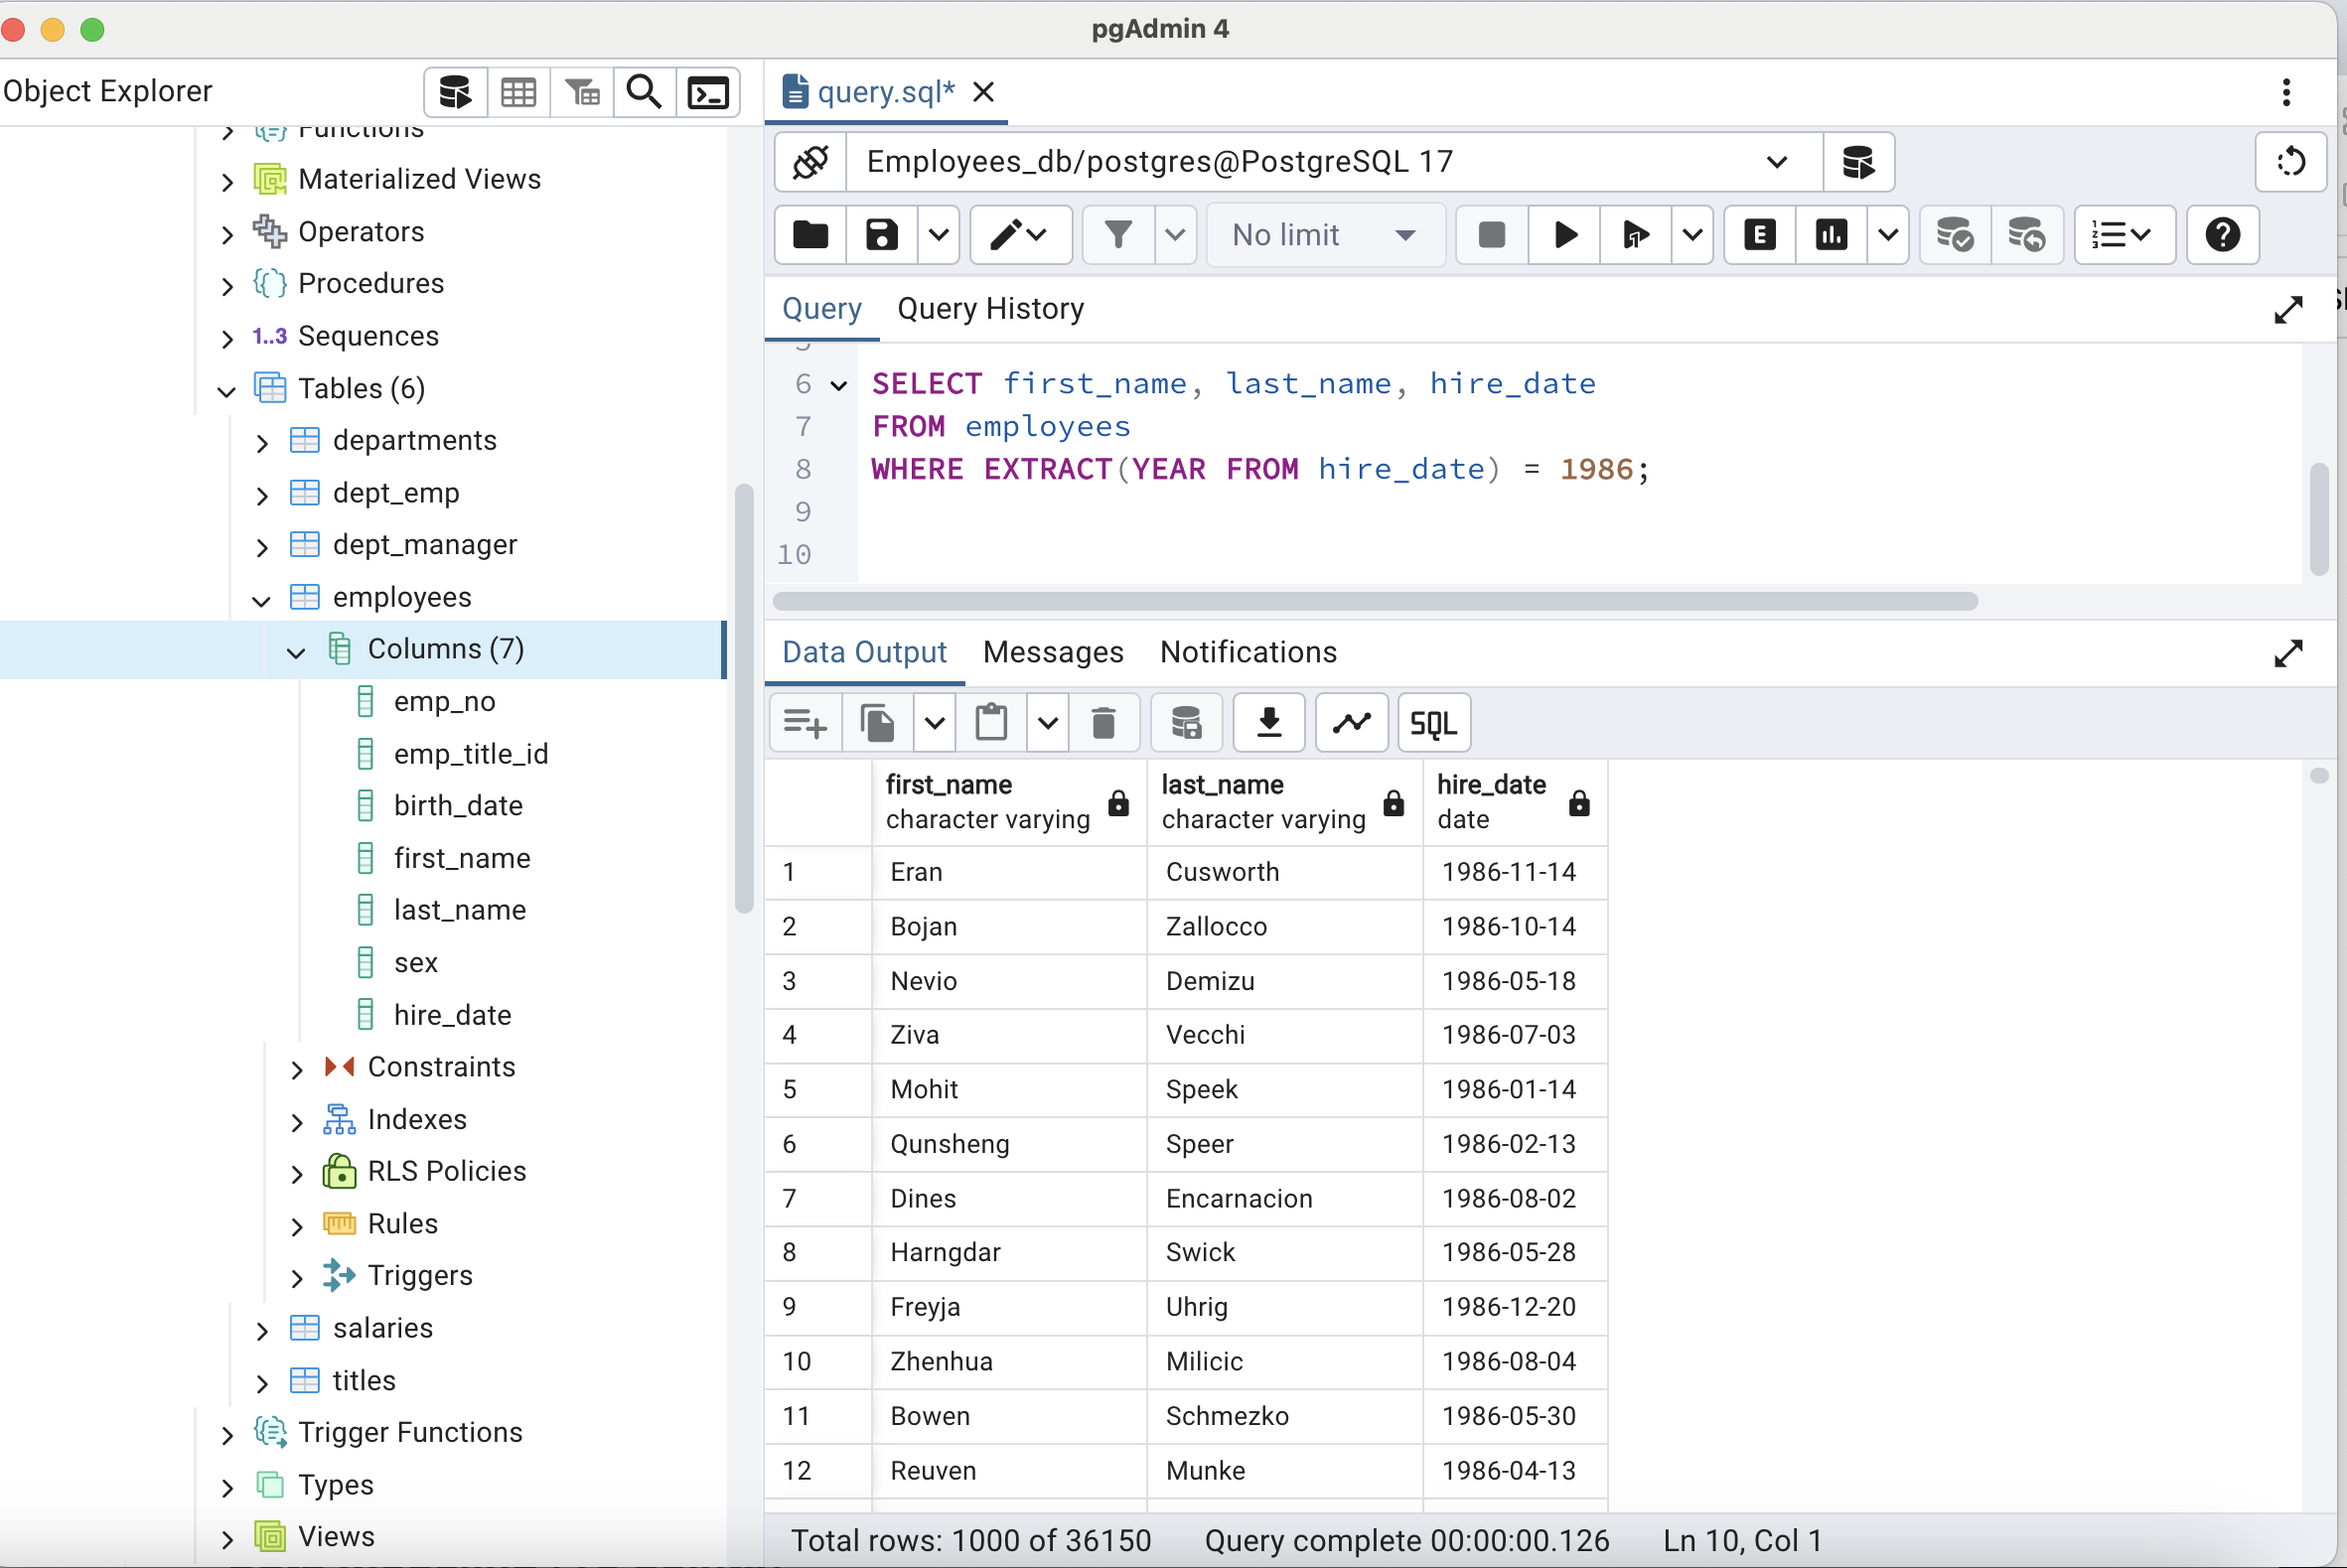 pgAdmin 4
Object Explorer
Functions
Materialized Views
Operators
Procedures
1..3 Sequences
Tables (6)
departments
dept_emp
dept_manager
employees
Columns (7)
emp_no
emp_title_id
birth_date
first_name
last_name
sex
hire_date
Constraints
Indexes
RLS Policies
Rules
Triggers
salaries
titles
Trigger Functions
Types
Views
query.sql*
Employees_db/postgres@PostgreSQL 17
No limit
E
Query Query History
5
6 SELECT first_name, last_name, hire_date
7 FROM employees
8 WHERE EXTRACT(YEAR FROM hire_date) = 1986;
9
10
Data Output Messages Notifications
SQL
first_name last_name hire_date
character varying character varying date
1 Eran Cusworth 1986-11-14
2 Bojan Zallocco 1986-10-14
3 Nevio Demizu 1986-05-18
4 Ziva Vecchi 1986-07-03
5 Mohit Speek 1986-01-14
6 Qunsheng Speer 1986-02-13
7 Dines Encarnacion 1986-08-02
8 Harngdar Swick 1986-05-28
9 Freyja Uhrig 1986-12-20
10 Zhenhua Milicic 1986-08-04
11 Bowen Schmezko 1986-05-30
12 Reuven Munke 1986-04-13
Total rows: 1000 of 36150 Query complete 00:00:00.126 Ln 10, Col 1